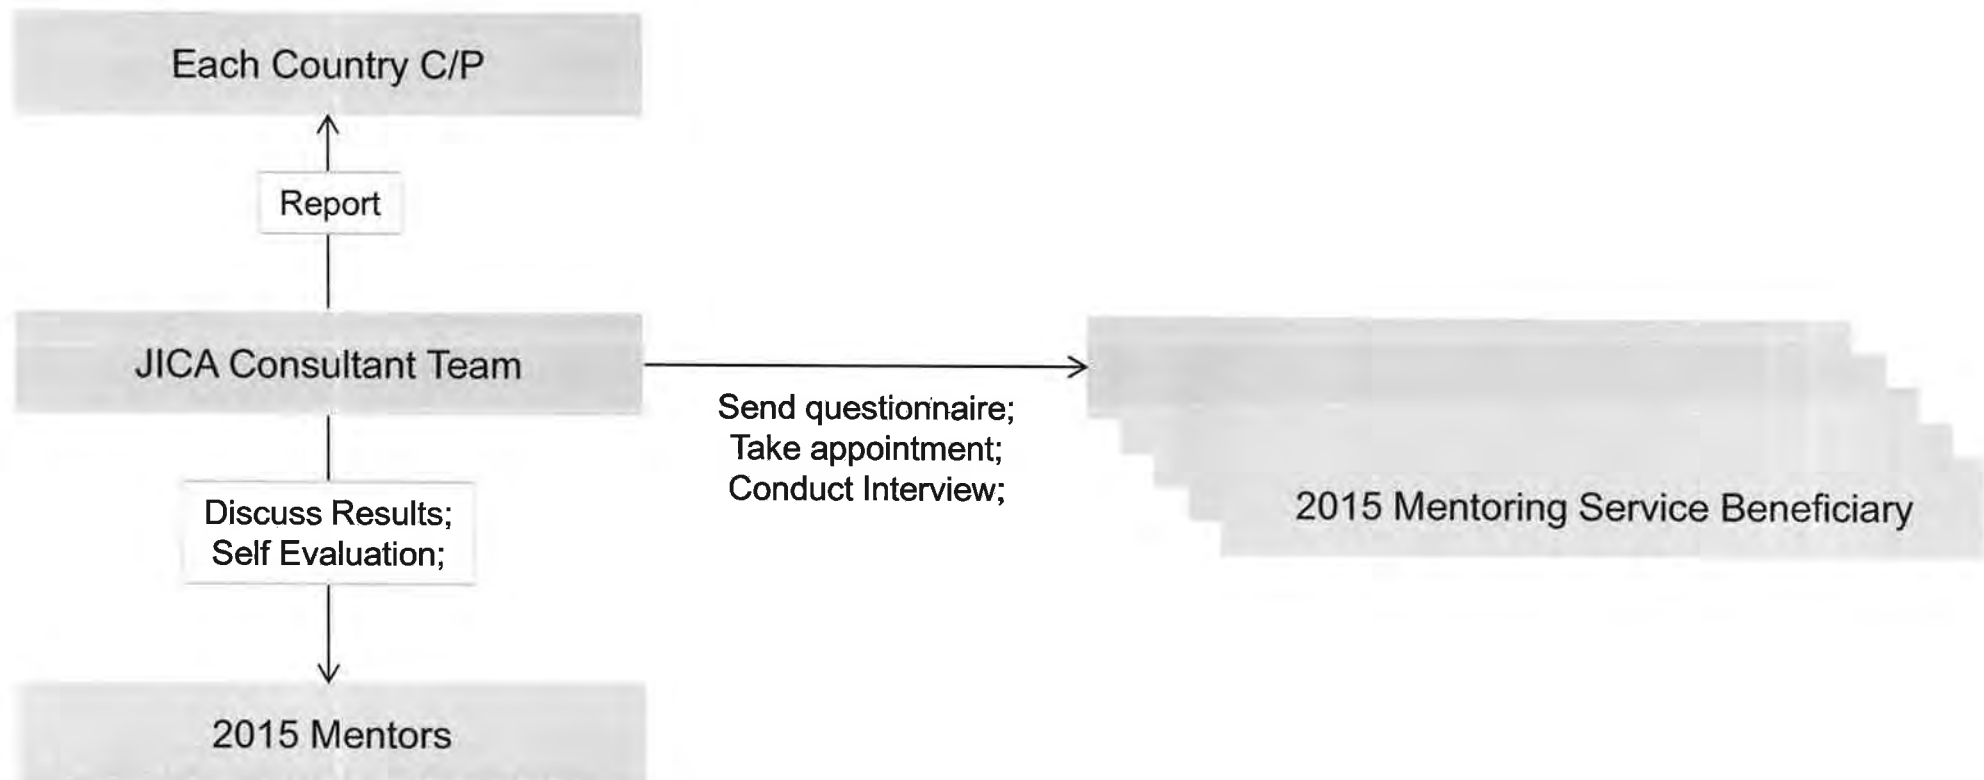 Each Country C/P
Report
JICA Consultant Team
Send questionnaire;
Take appointment;
Conduct Interview;
Discuss Results;
Self Evaluation;
2015 Mentoring Service Beneficiary
2015 Mentors